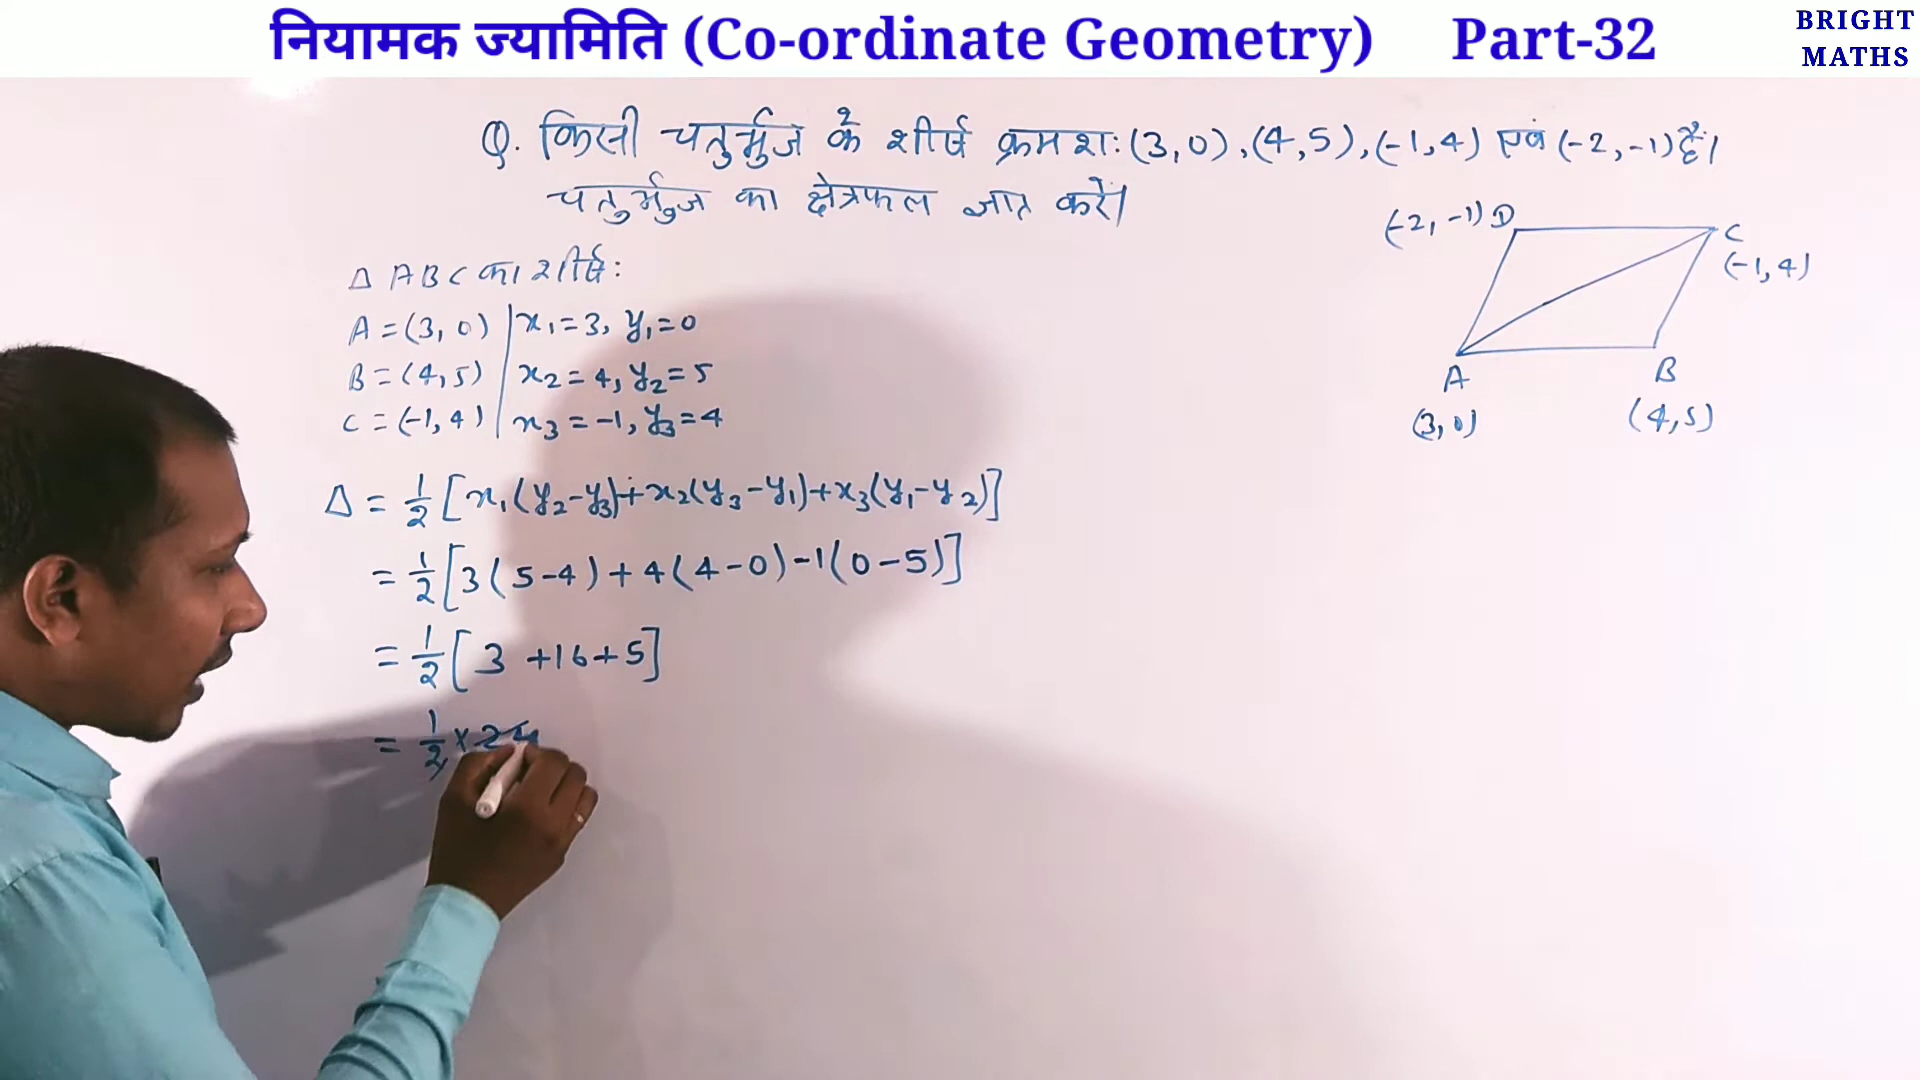 नियामक ज्यामिति (Co-ordinate Geometry) Part-32
BRIGHT
MATHS
Q. किसी चतुर्भुज के शीर्ष क्रमशः (3, 0), (4, 5), (-1, 4) एवं (-2, -1) है।
चतुर्भुज का क्षेत्रफल ज्ञात करें।
(-2, -1) D
C
(-1, 4)
A
B
(3, 0)
(4, 5)
Δ ABC का शीर्ष:
A = (3, 0) | x₁ = 3, y₁ = 0
B = (4, 5) | x₂ = 4, y₂ = 5
C = (-1, 4) | x₃ = -1, y₃ = 4
Δ = 1/2 [x₁(y₂-y₃)+x₂(y₃-y₁)+x₃(y₁-y₂)]
= 1/2 [3(5-4)+4(4-0)-1(0-5)]
= 1/2 [3 +16+5]
= 1/2 × 24